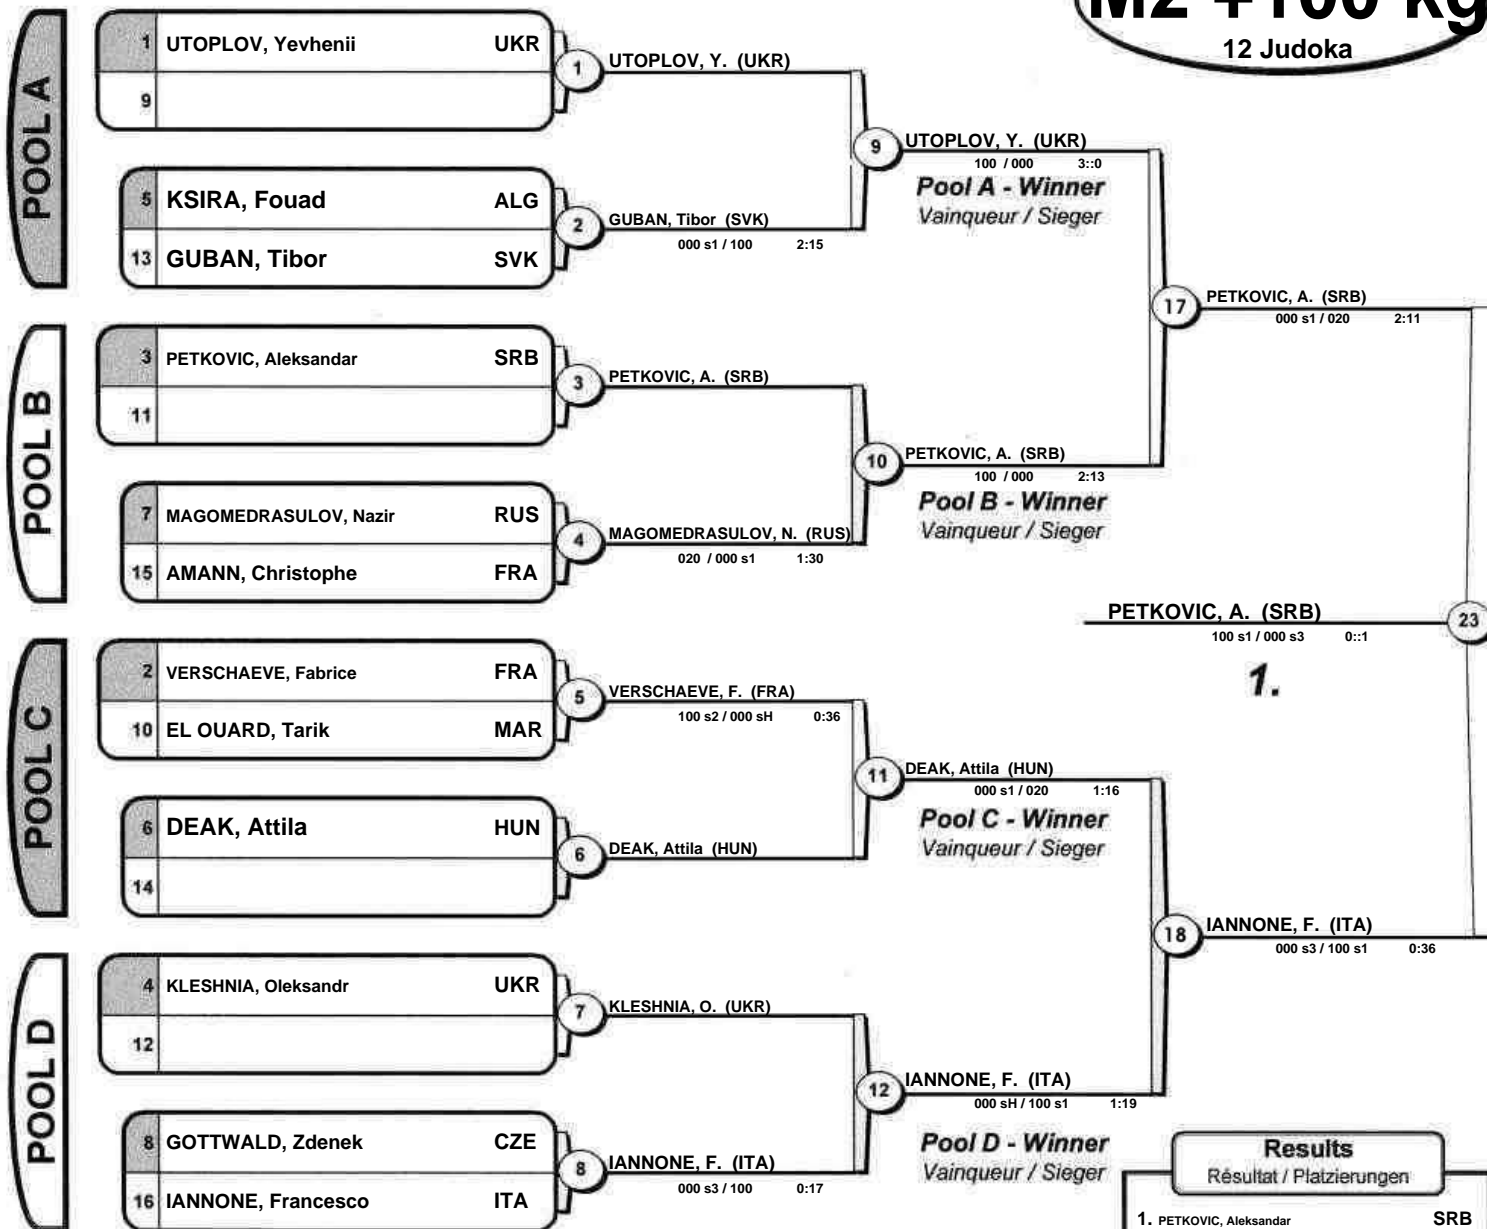 M2 +100 kg
12 Judoka
POOL A
1 UTOPLOV, Yevhenii UKR
9
1
UTOPLOV, Y. (UKR)
5 KSIRA, Fouad ALG
13 GUBAN, Tibor SVK
2
GUBAN, Tibor (SVK)
000 s1 / 100 2:15
9
UTOPLOV, Y. (UKR)
100 / 000 3::0
Pool A - Winner
Vainqueur / Sieger
POOL B
3 PETKOVIC, Aleksandar SRB
11
3
PETKOVIC, A. (SRB)
7 MAGOMEDRASULOV, Nazir RUS
15 AMANN, Christophe FRA
4
MAGOMEDRASULOV, N. (RUS)
020 / 000 s1 1:30
10
PETKOVIC, A. (SRB)
100 / 000 2:13
Pool B - Winner
Vainqueur / Sieger
17
PETKOVIC, A. (SRB)
000 s1 / 020 2:11
PETKOVIC, A. (SRB)
100 s1 / 000 s3 0::1
23
1.
POOL C
2 VERSCHAEVE, Fabrice FRA
10 EL OUARD, Tarik MAR
5
VERSCHAEVE, F. (FRA)
100 s2 / 000 sH 0:36
6 DEAK, Attila HUN
14
6
DEAK, Attila (HUN)
11
DEAK, Attila (HUN)
000 s1 / 020 1:16
Pool C - Winner
Vainqueur / Sieger
POOL D
4 KLESHNIA, Oleksandr UKR
12
7
KLESHNIA, O. (UKR)
8 GOTTWALD, Zdenek CZE
16 IANNONE, Francesco ITA
8
IANNONE, F. (ITA)
000 s3 / 100 0:17
12
IANNONE, F. (ITA)
000 sH / 100 s1 1:19
Pool D - Winner
Vainqueur / Sieger
18
IANNONE, F. (ITA)
000 s3 / 100 s1 0:36
Results
Résultat / Platzierungen
1. PETKOVIC, Aleksandar SRB